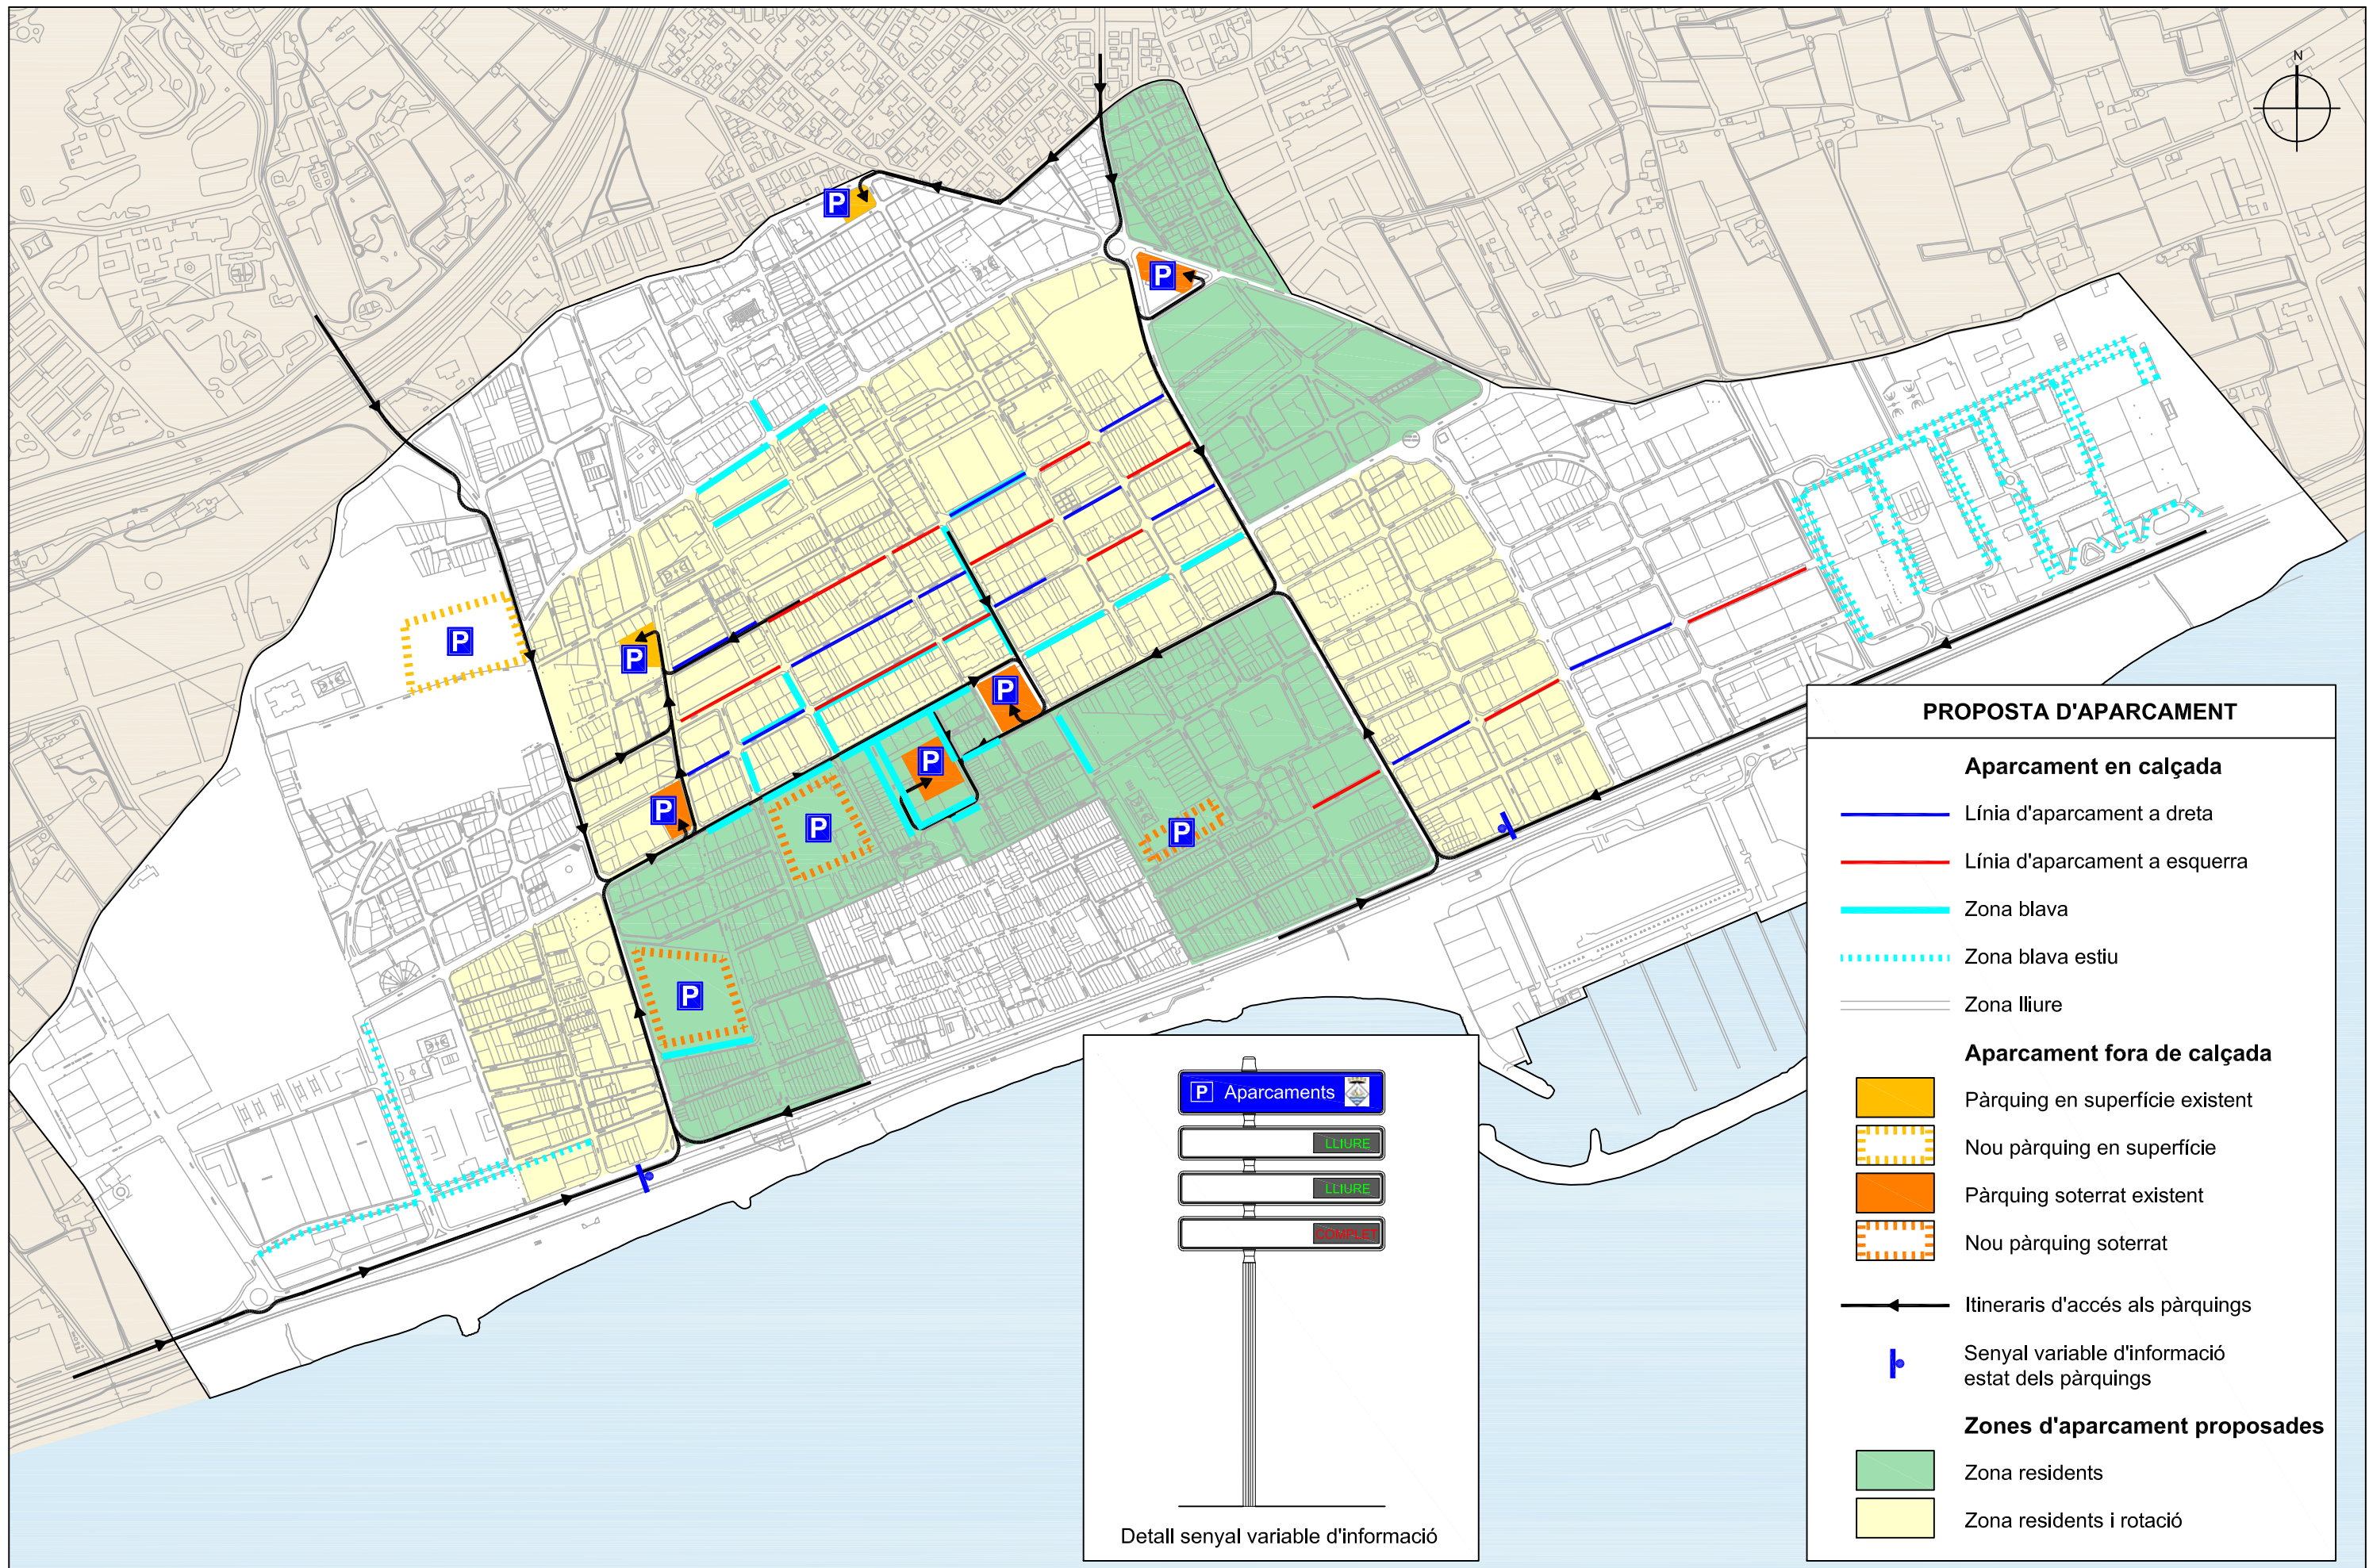 N
P
P
P
P
P
P
P
P
P
P
PROPOSTA D'APARCAMENT
Aparcament en calçada
Línia d'aparcament a dreta
Línia d'aparcament a esquerra
Zona blava
Zona blava estiu
Zona lliure
Aparcament fora de calçada
Pàrquing en superfície existent
Nou pàrquing en superfície
Pàrquing soterrat existent
Nou pàrquing soterrat
Itineraris d'accés als pàrquings
Senyal variable d'informació
estat dels pàrquings
Zones d'aparcament proposades
Zona residents
Zona residents i rotació
P Aparcaments
LLIURE
LLIURE
COMPLET
Detall senyal variable d'informació